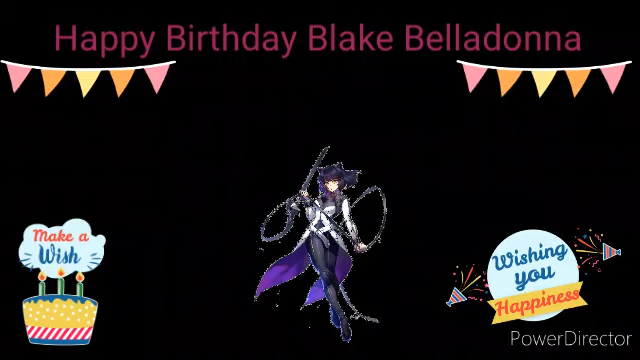 Happy Birthday Blake Belladonna
Make a
Wish
Wishing
you
Happiness
PowerDirector